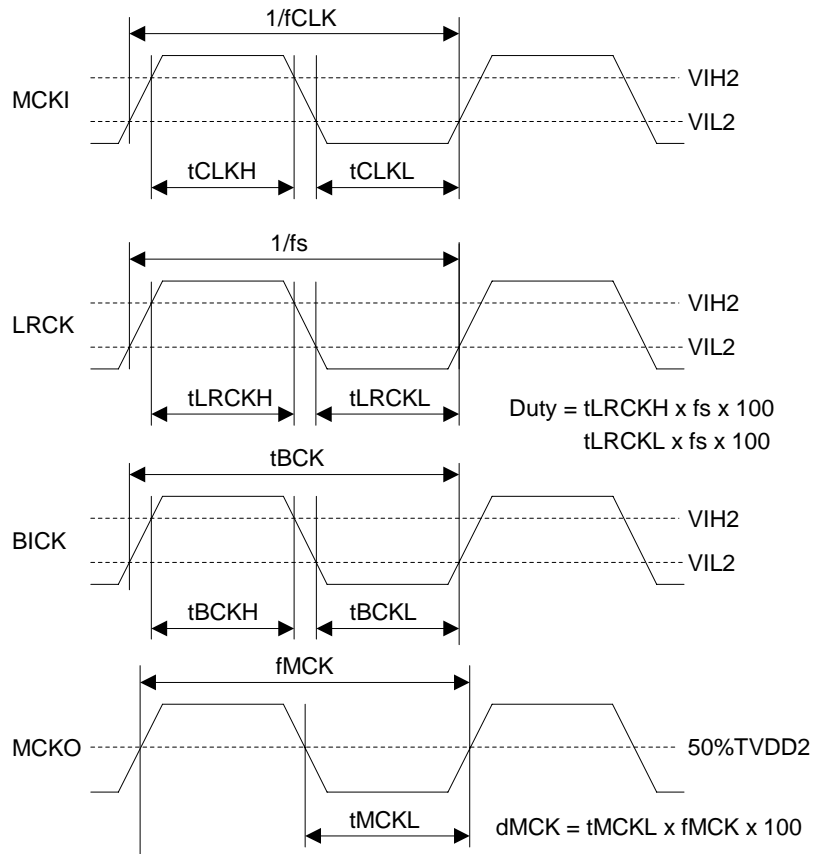 1/fCLK
MCKI
VIH2
VIL2
tCLKH
tCLKL
1/fs
LRCK
VIH2
VIL2
tLRCKH
tLRCKL
Duty = tLRCKH x fs x 100
tLRCKL x fs x 100
tBCK
BICK
VIH2
VIL2
tBCKH
tBCKL
fMCK
MCKO
50%TVDD2
tMCKL
dMCK = tMCKL x fMCK x 100